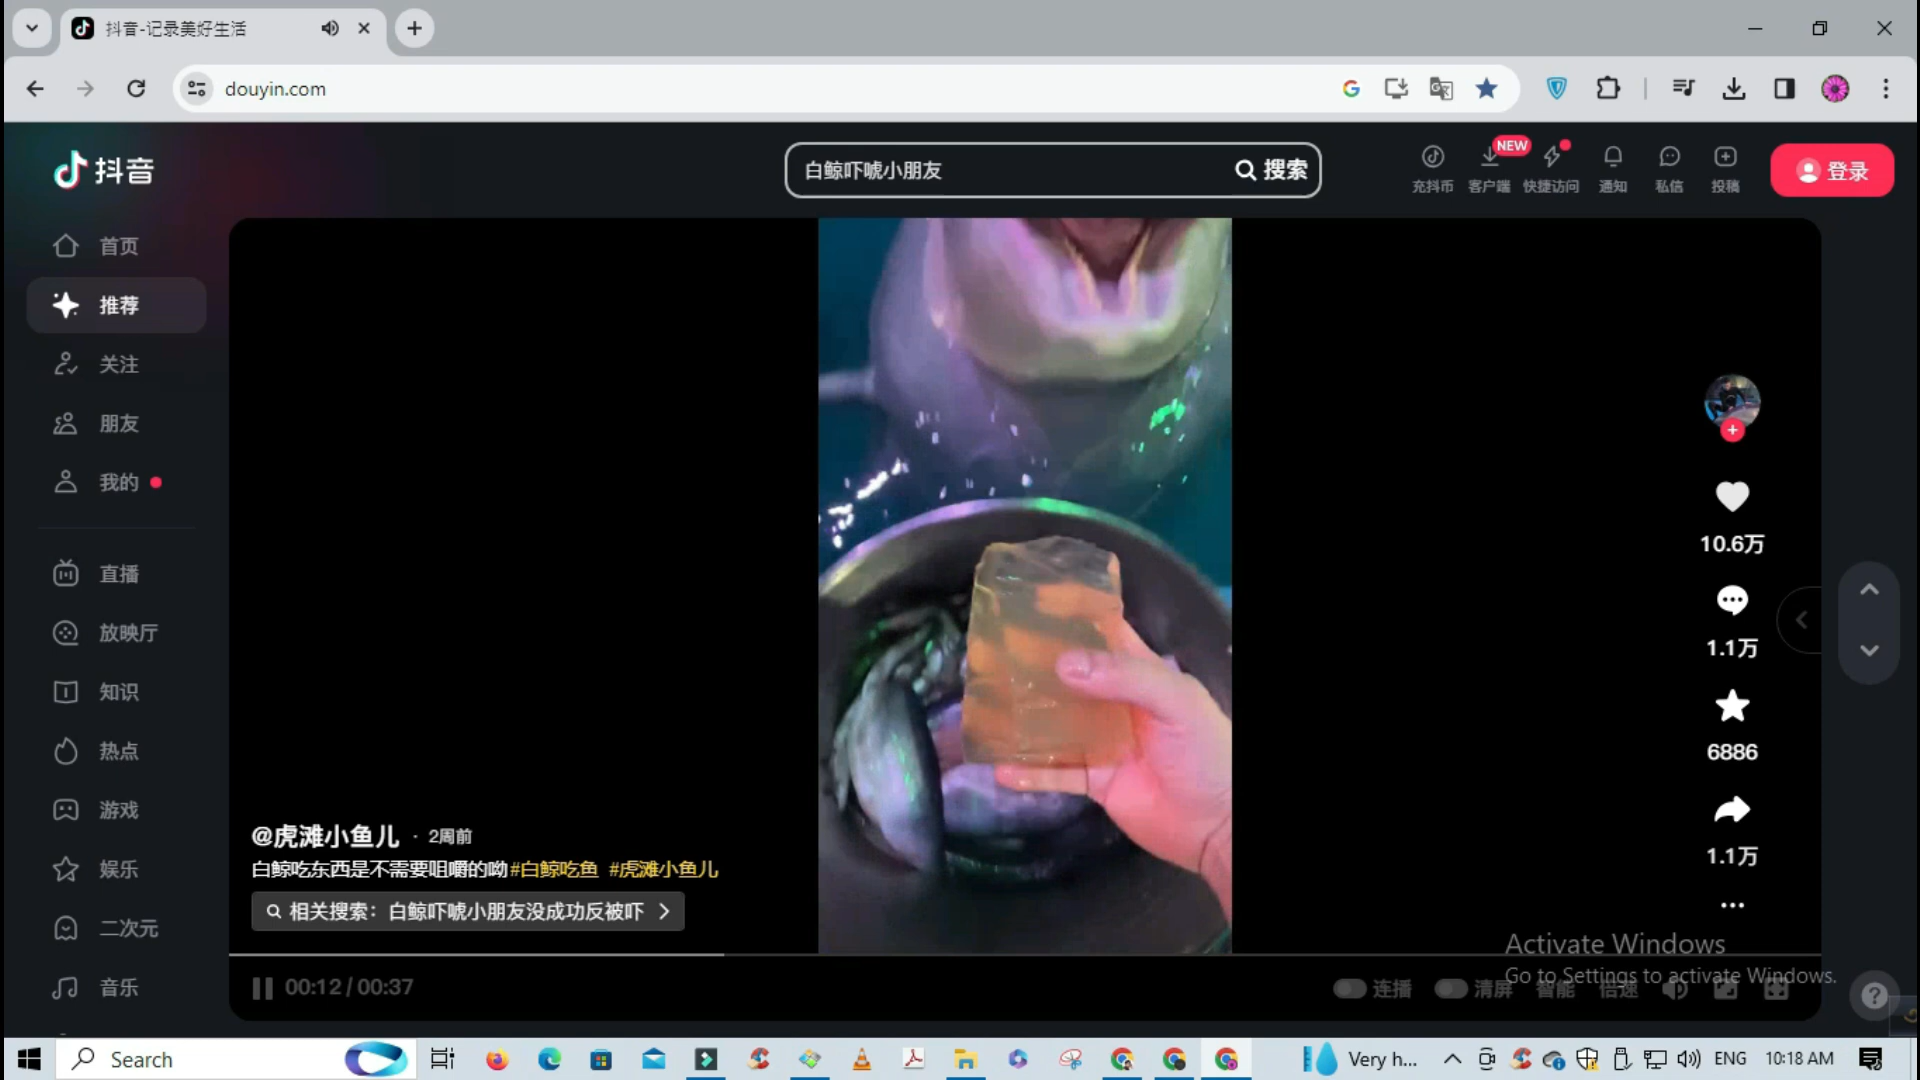 抖音-记录美好生活
douyin.com
抖音
白鲸吓唬小朋友
搜索
充抖币
NEW
客户端
快捷访问
通知
私信
投稿
登录
首页
推荐
关注
朋友
我的
直播
放映厅
知识
热点
游戏
娱乐
二次元
音乐
10.6万
1.1万
6886
1.1万
@虎滩小鱼儿 · 2周前
白鲸吃东西是不需要咀嚼的呦#白鲸吃鱼 #虎滩小鱼儿
相关搜索：白鲸吓唬小朋友没成功反被吓
00:12 / 00:37
连播
清屏
智能
倍速
Activate Windows
Go to Settings to activate Windows.
Search
Very h...
ENG
10:18 AM